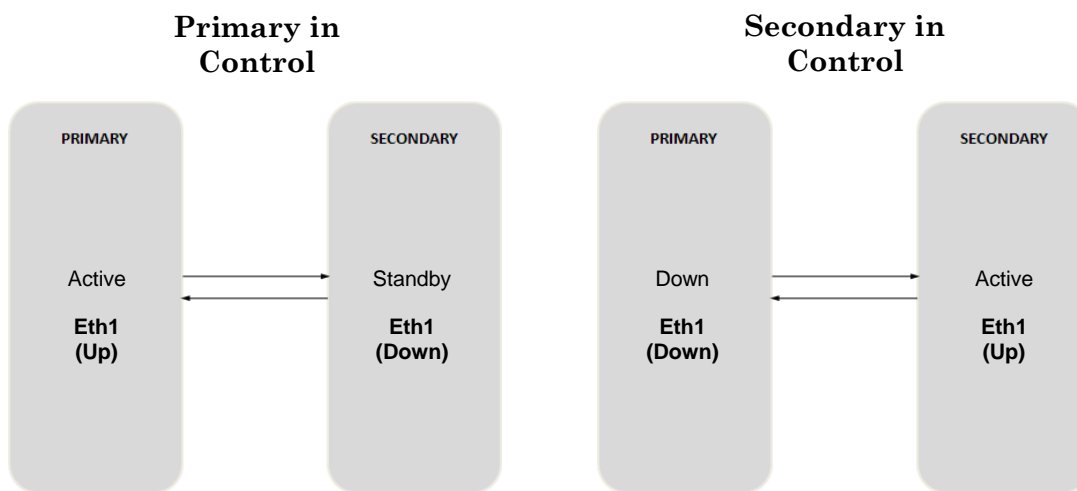 Primary in
Control
Secondary in
Control
PRIMARY
SECONDARY
PRIMARY
SECONDARY
Active
Standby
Down
Active
Eth1
(Up)
Eth1
(Down)
Eth1
(Down)
Eth1
(Up)